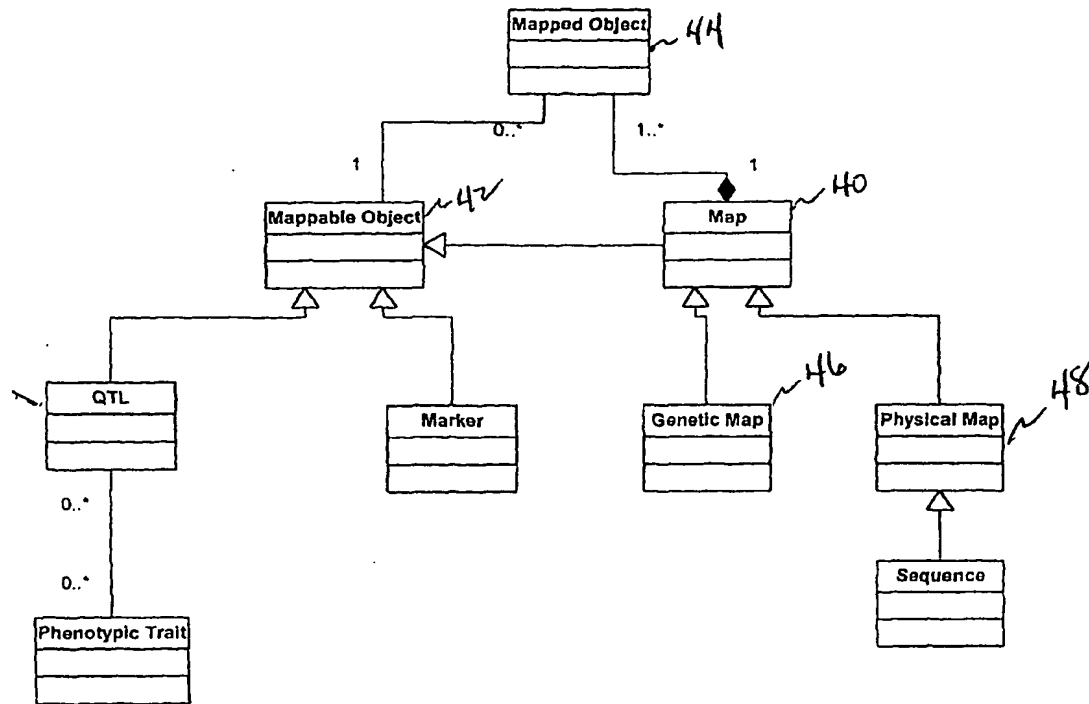 Mapped Object
44
0..*
1..*
1
1
Mappable Object
42
Map
40
QTL
Marker
Genetic Map
46
Physical Map
48
0..*
0..*
Sequence
Phenotypic Trait